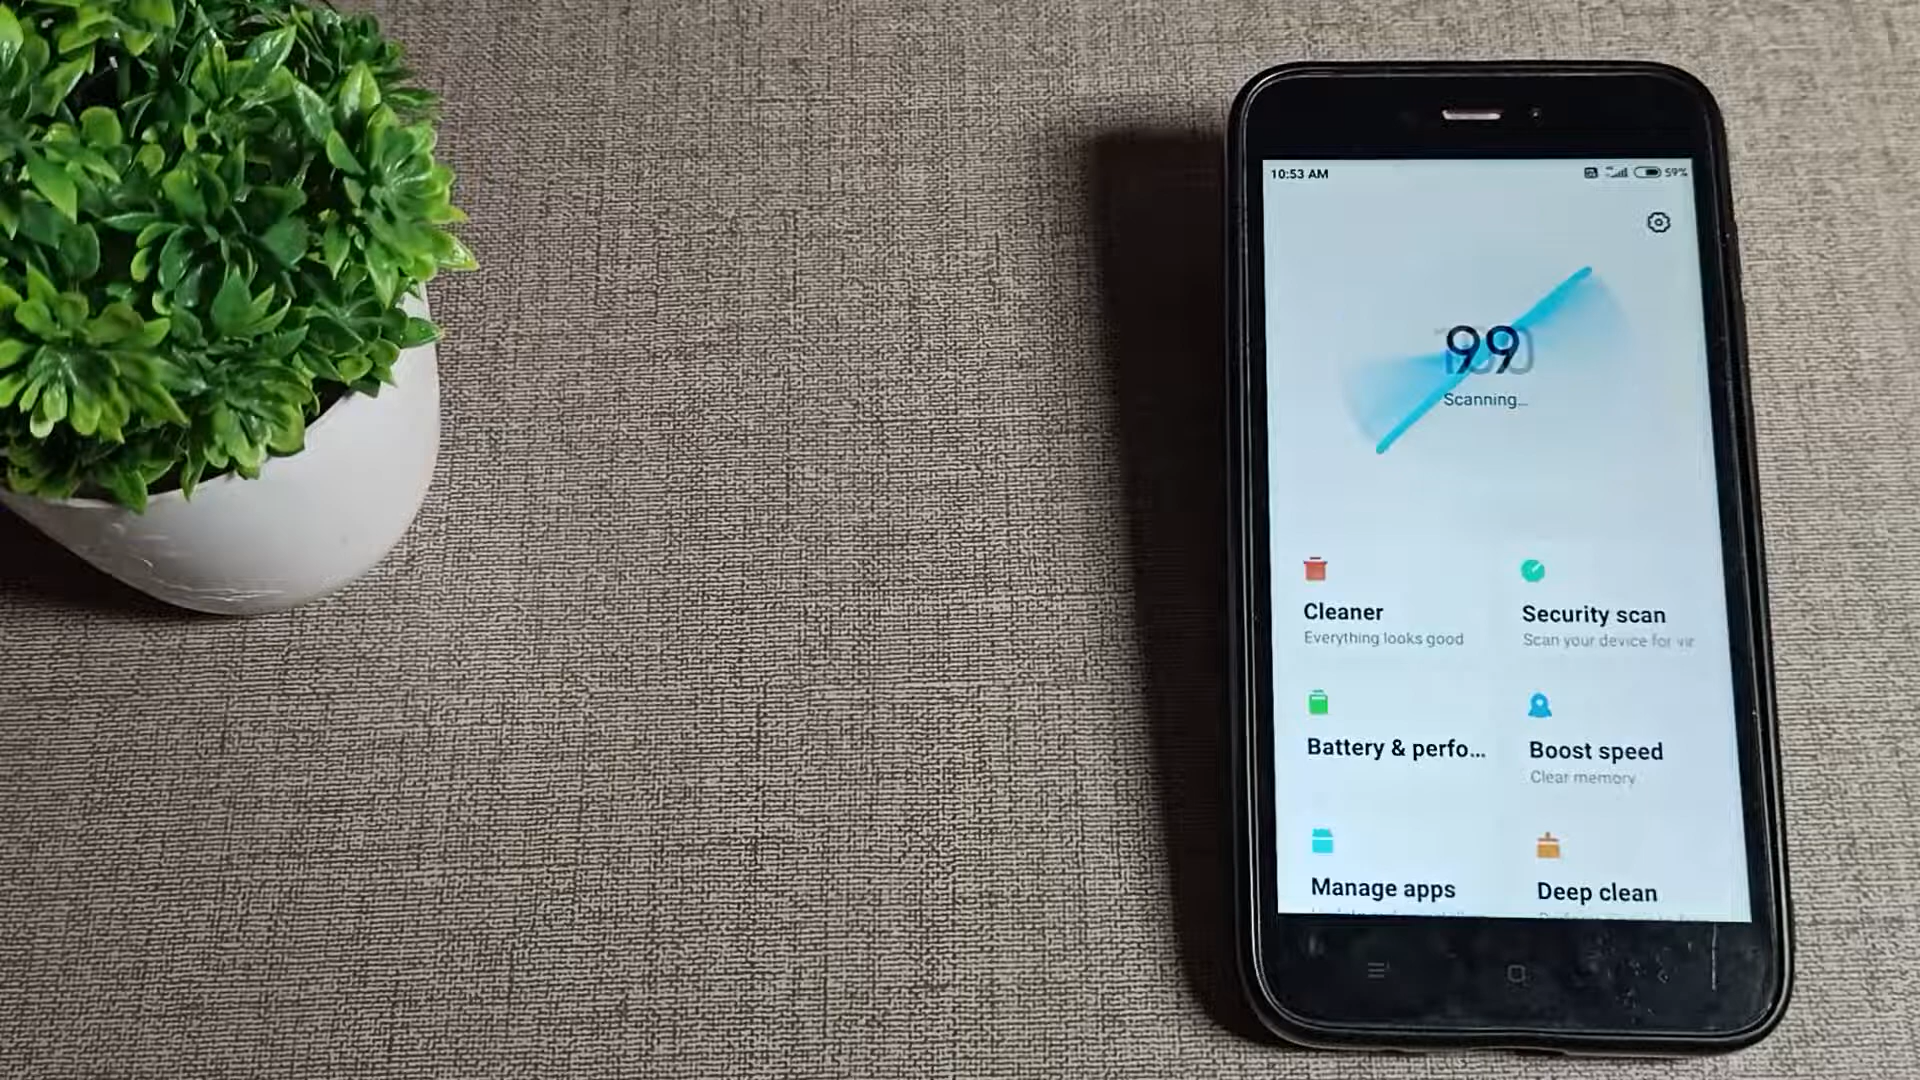 10:53 AM
59%
99
Scanning...
Cleaner
Everything looks good
Security scan
Scan your device for vir
Battery & perfo...
Boost speed
Clear memory
Manage apps
Deep clean